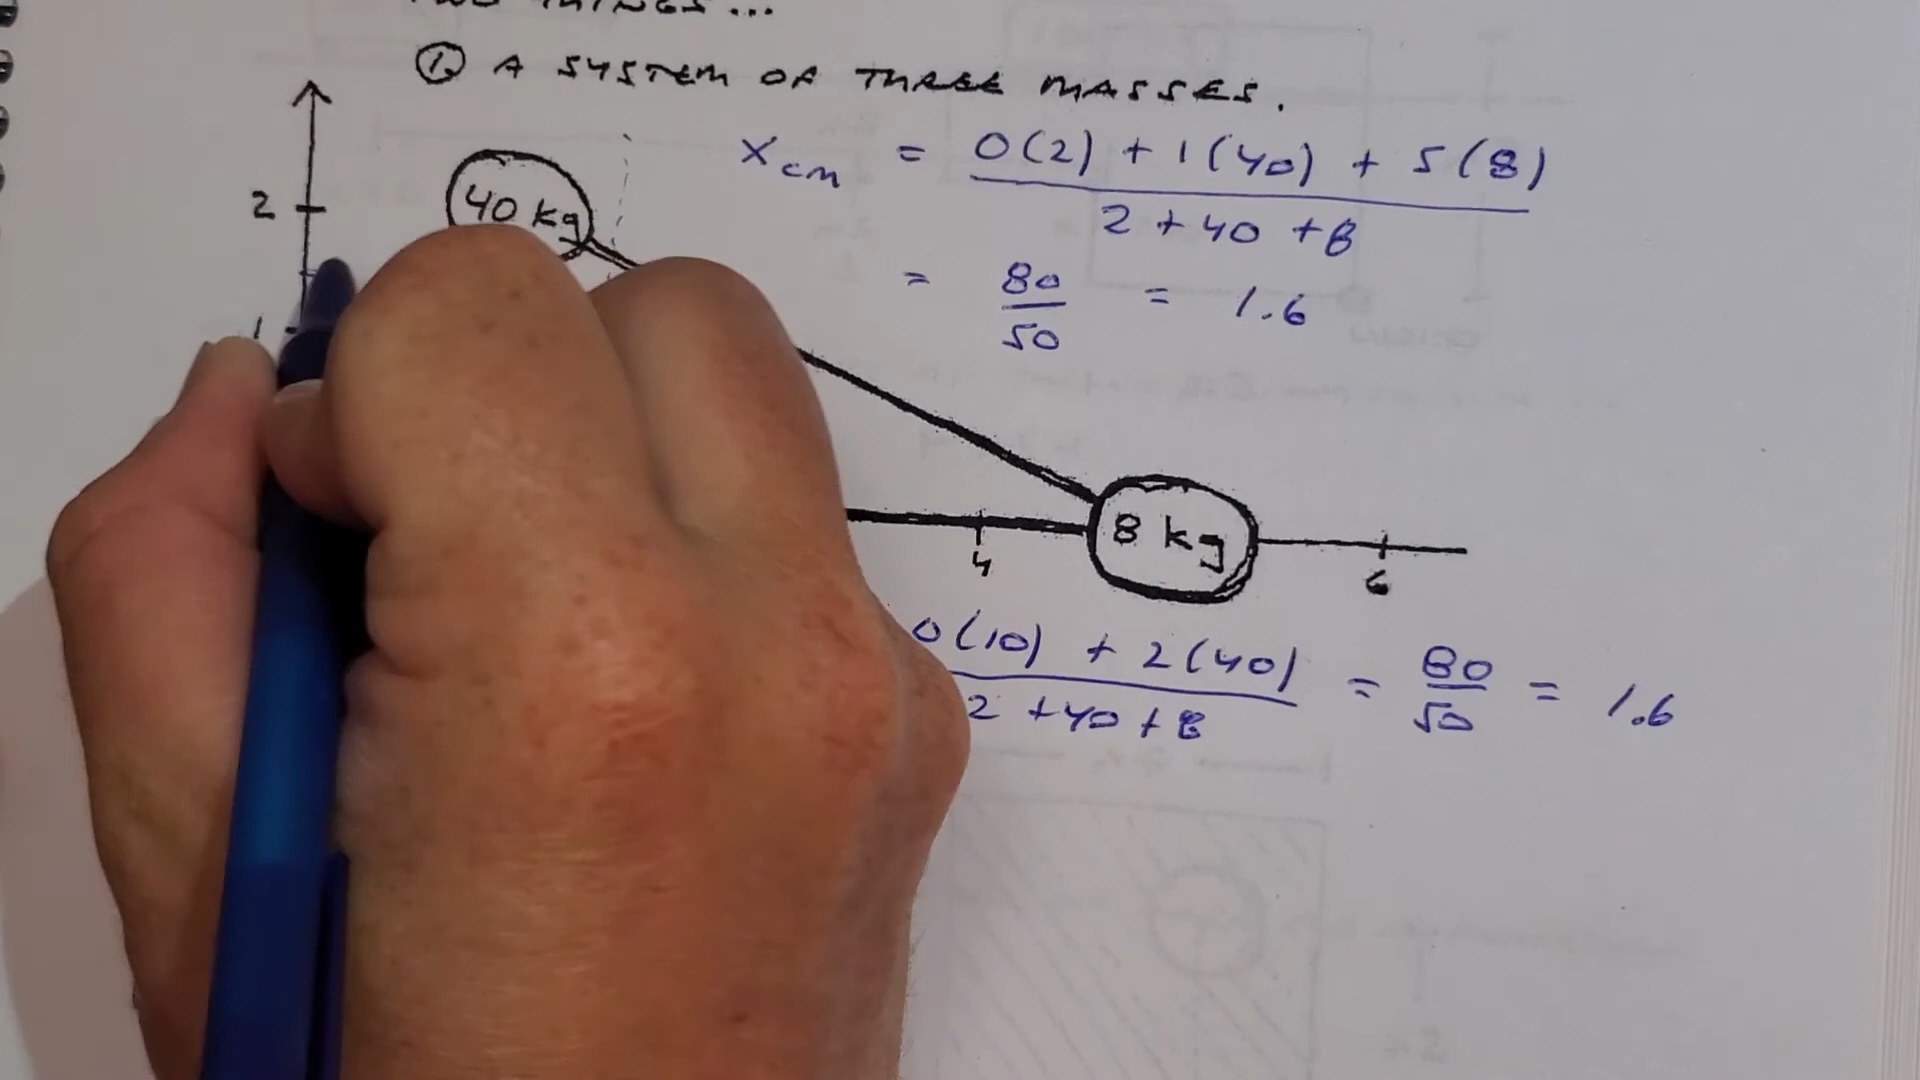 TWO THINGS...
① A SYSTEM OF THREE MASSES.
Xcm = 0(2) + 1(40) + 5(8)
2 + 40 + 8
= 80 = 1.6
50
40 kg
2
1
8 kg
4
6
0(10) + 2(40) = 80 = 1.6
2 + 40 + 8 50